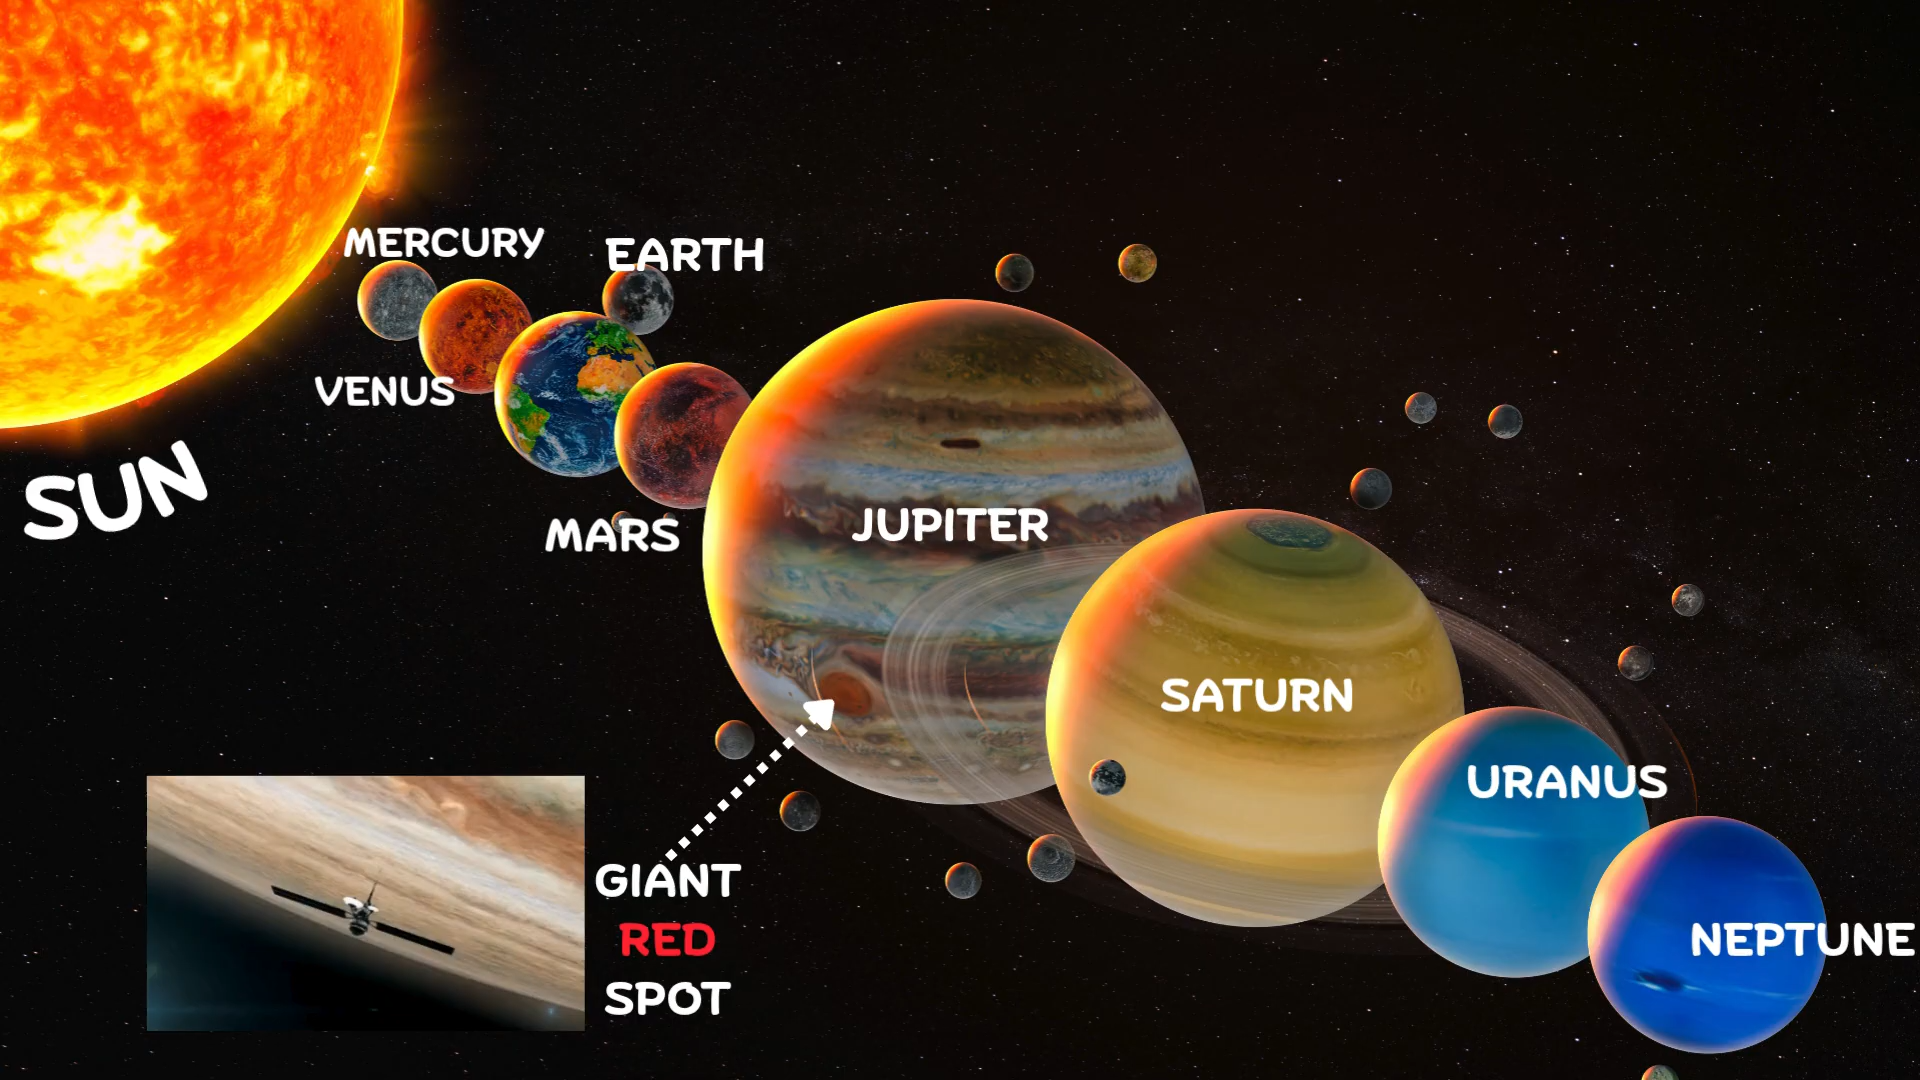 MERCURY
EARTH
VENUS
SUN
MARS
JUPITER
SATURN
URANUS
NEPTUNE
GIANT
RED
SPOT